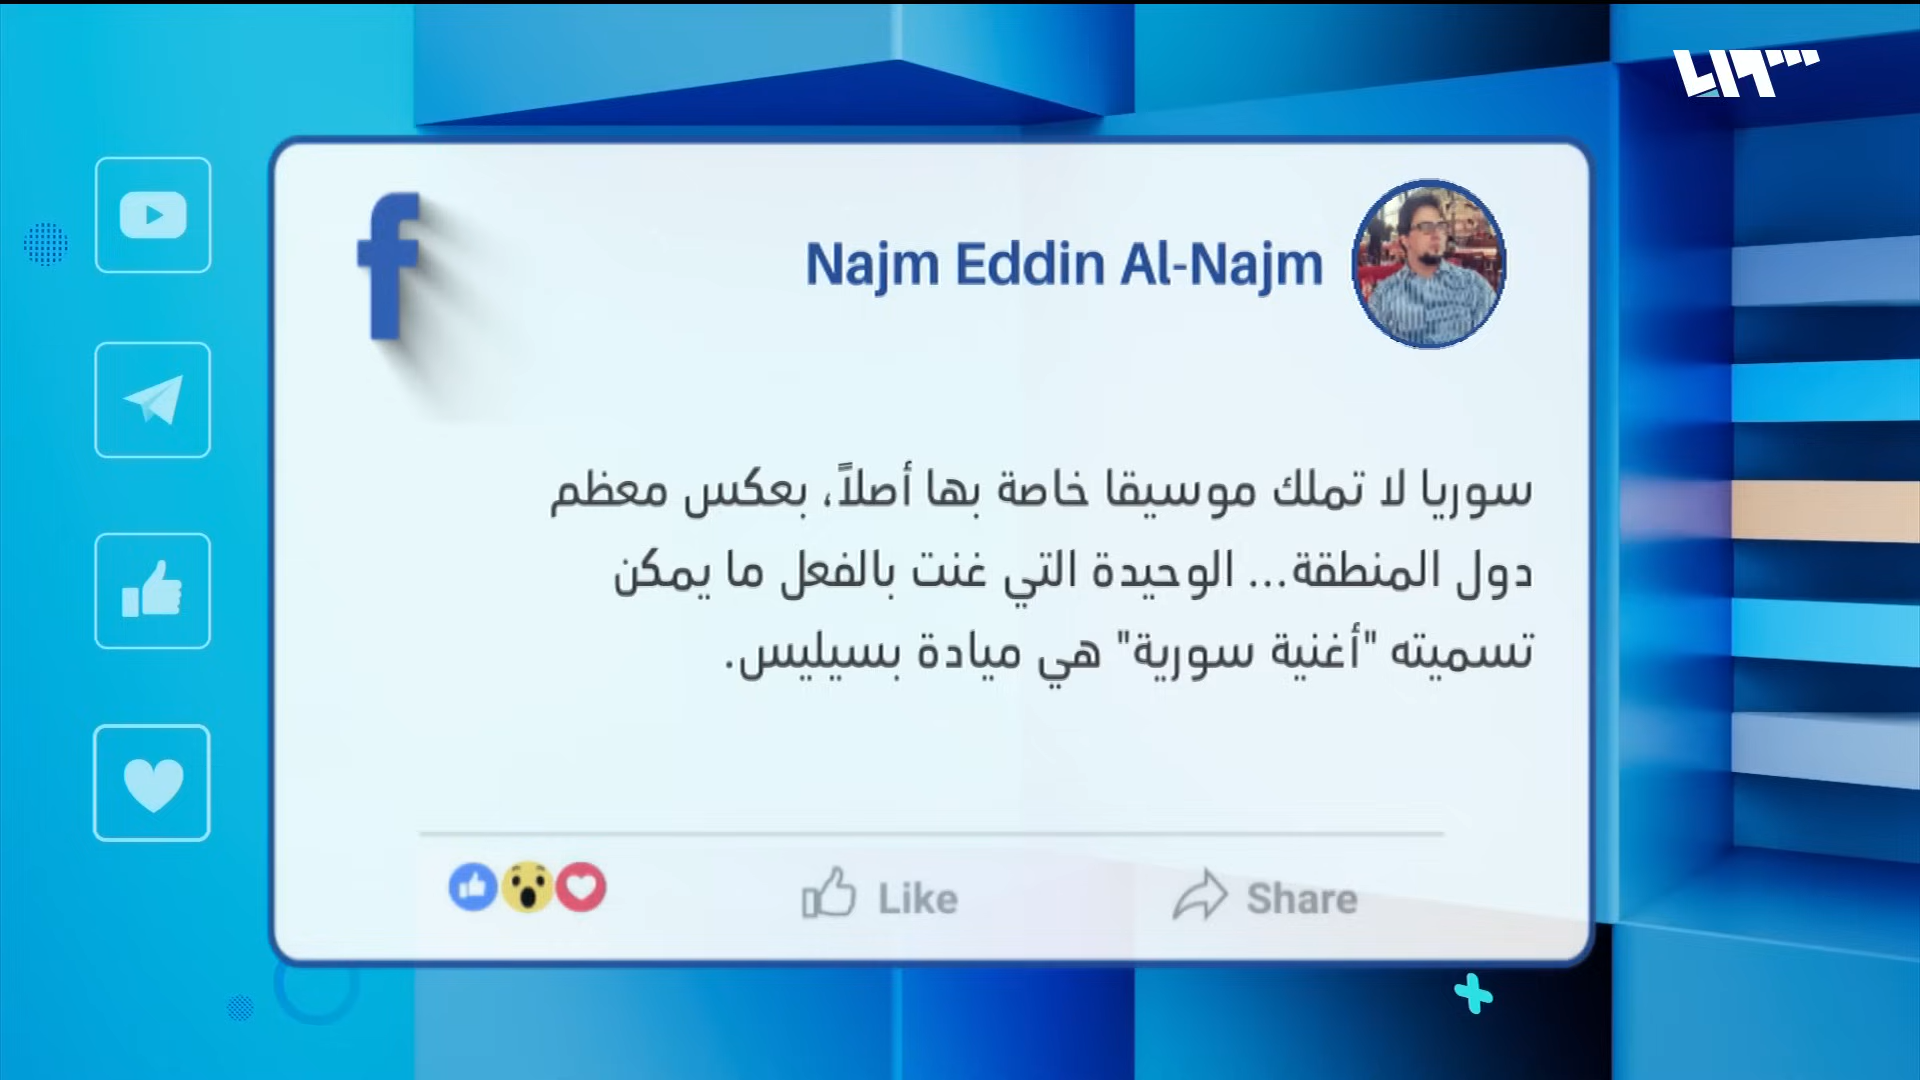 Najm Eddin Al-Najm
سوريا لا تملك موسيقا خاصة بها أصلاً، بعكس معظم
دول المنطقة... الوحيدة التي غنت بالفعل ما يمكن
تسميته "أغنية سورية" هي ميادة بسيليس.
Like
Share